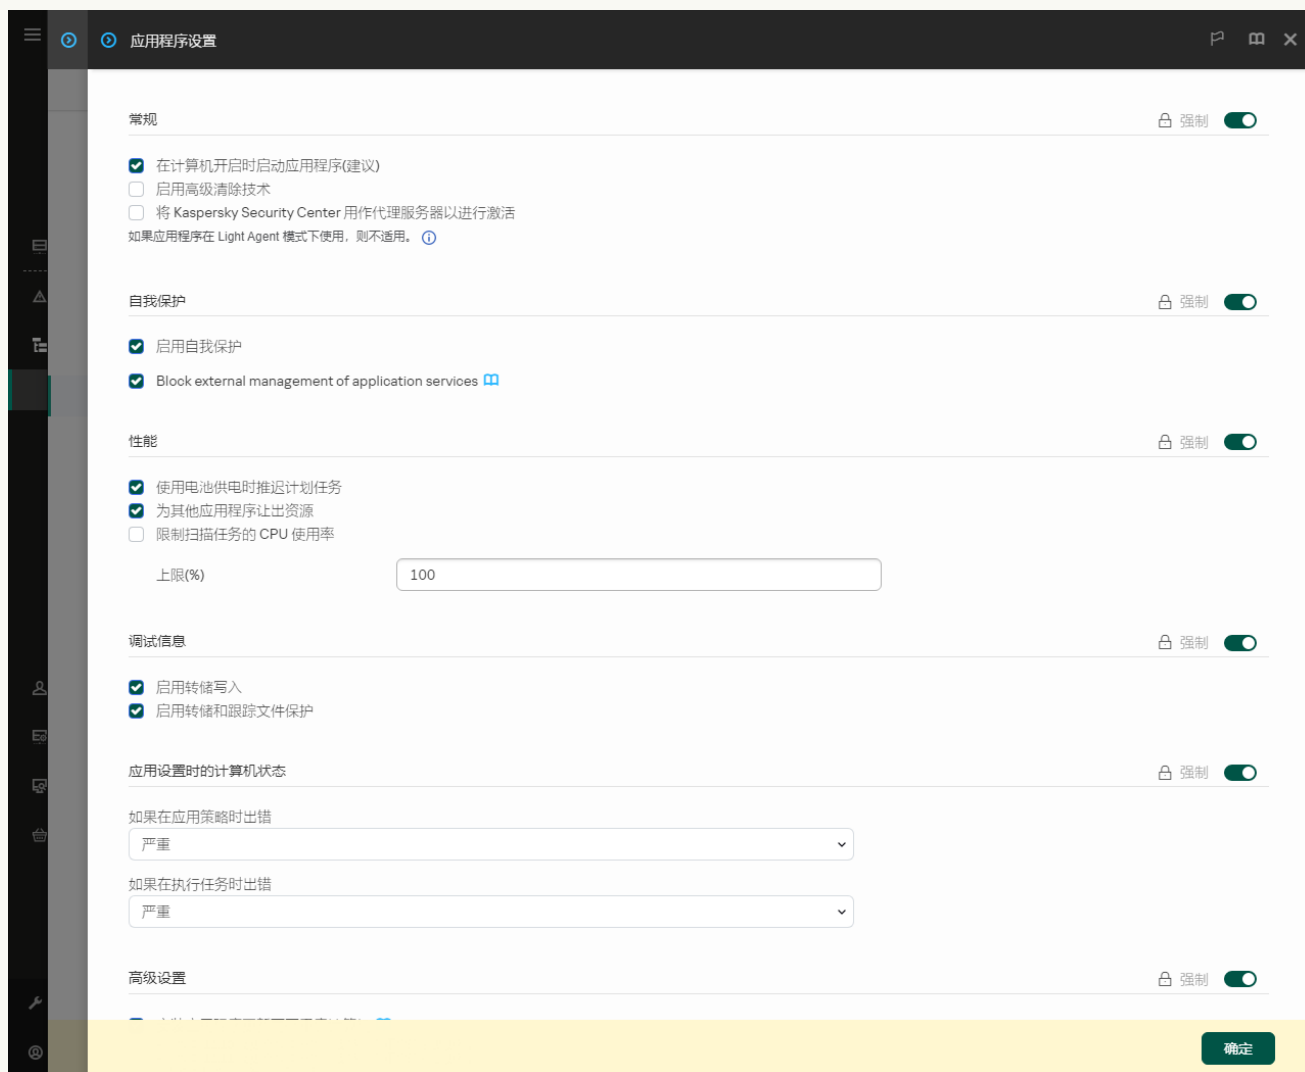 应用程序设置
常规
强制
在计算机开启时启动应用程序(建议)
启用高级清除技术
将 Kaspersky Security Center 用作代理服务器以进行激活
如果应用程序在 Light Agent 模式下使用，则不适用。
自我保护
强制
启用自我保护
Block external management of application services
性能
强制
使用电池供电时推迟计划任务
为其他应用程序让出资源
限制扫描任务的 CPU 使用率
上限(%)
100
调试信息
强制
启用转储写入
启用转储和跟踪文件保护
应用设置时的计算机状态
强制
如果在应用策略时出错
严重
如果在执行任务时出错
严重
高级设置
强制
确定